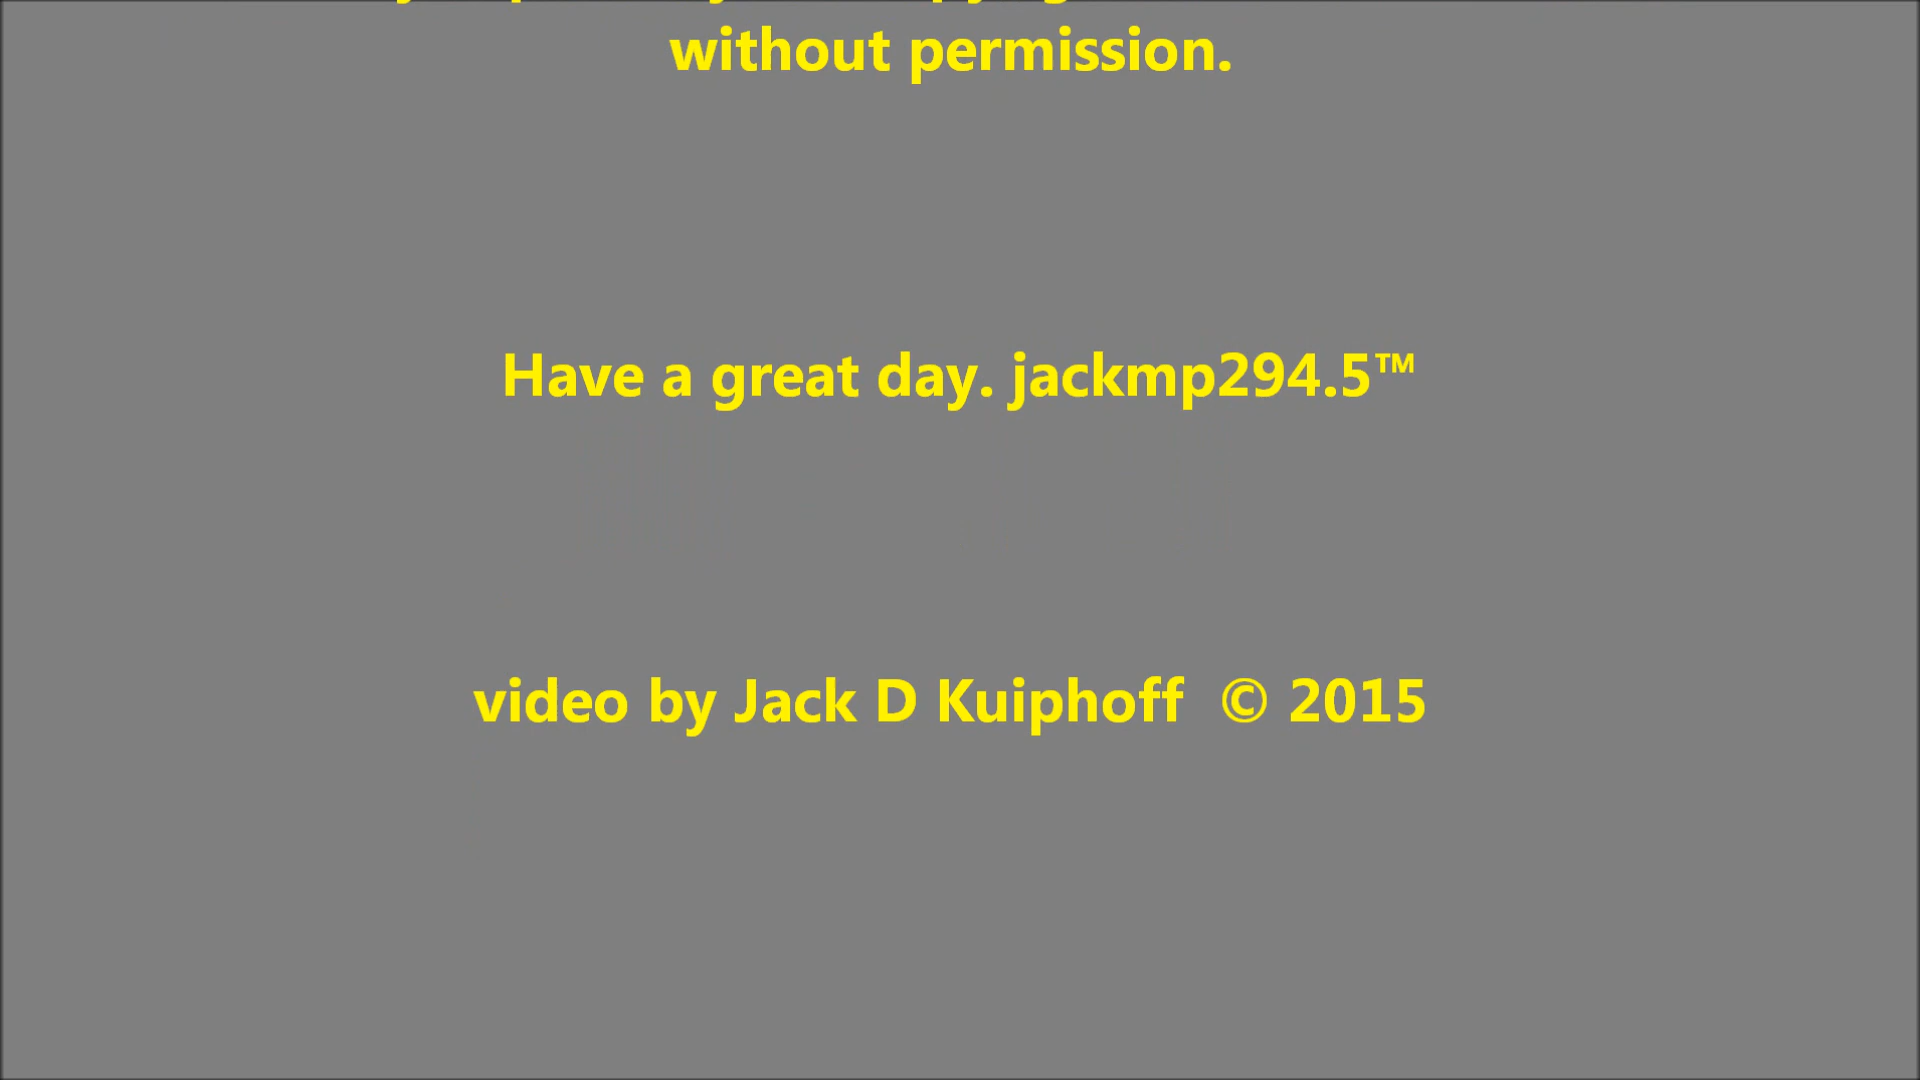 without permission.
Have a great day. jackmp294.5™
video by Jack D Kuiphoff  © 2015